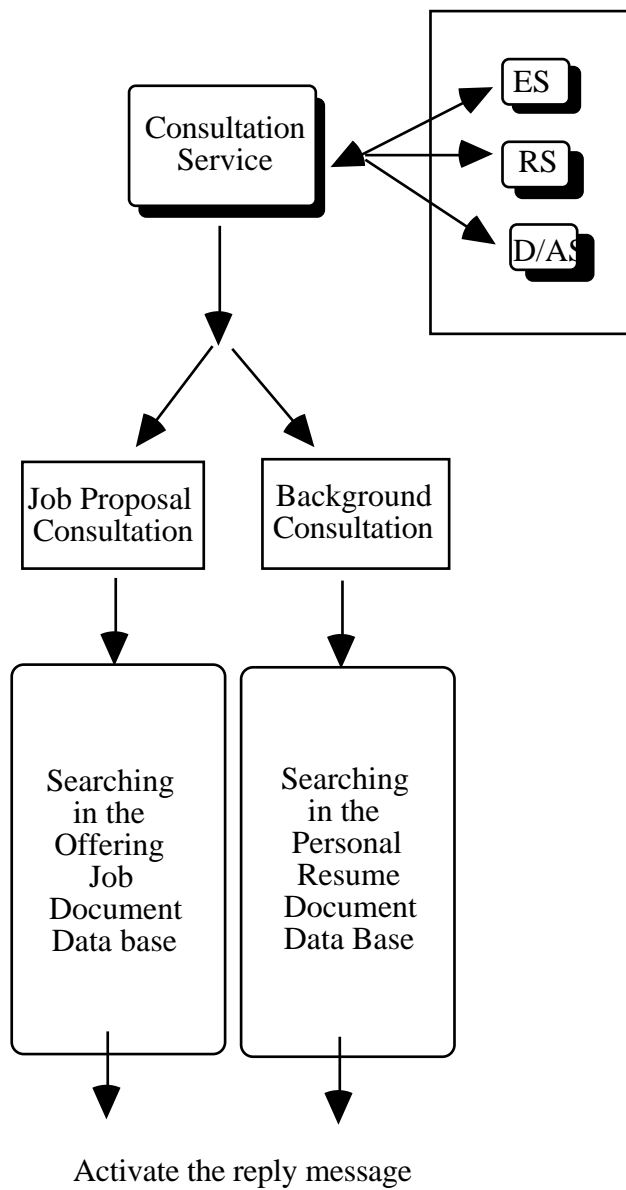 Consultation
Service
ES
RS
D/AS
Job Proposal
Consultation
Background
Consultation
Searching
in the
Offering
Job
Document
Data base
Searching
in the
Personal
Resume
Document
Data Base
Activate the reply message